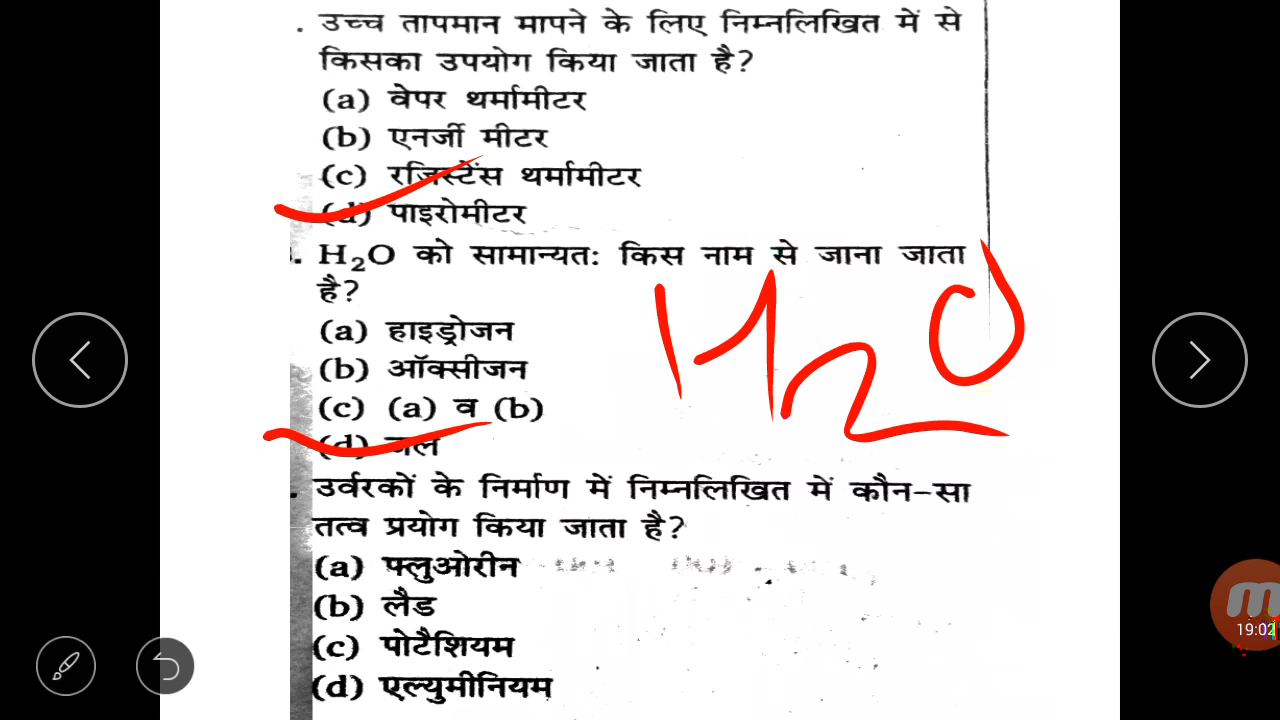 . उच्च तापमान मापने के लिए निम्नलिखित में से
किसका उपयोग किया जाता है?
(a) वेपर थर्मामीटर
(b) एनर्जी मीटर
(c) रजिस्टेंस थर्मामीटर
(d) पाइरोमीटर
. H₂O को सामान्यतः किस नाम से जाना जाता
है?
H2O
(a) हाइड्रोजन
(b) ऑक्सीजन
(c) (a) व (b)
(d) जल
. उर्वरकों के निर्माण में निम्नलिखित में कौन-सा
तत्व प्रयोग किया जाता है?
(a) फ्लुओरीन
(b) लैड
(c) पोटैशियम
(d) एल्युमीनियम
19:02